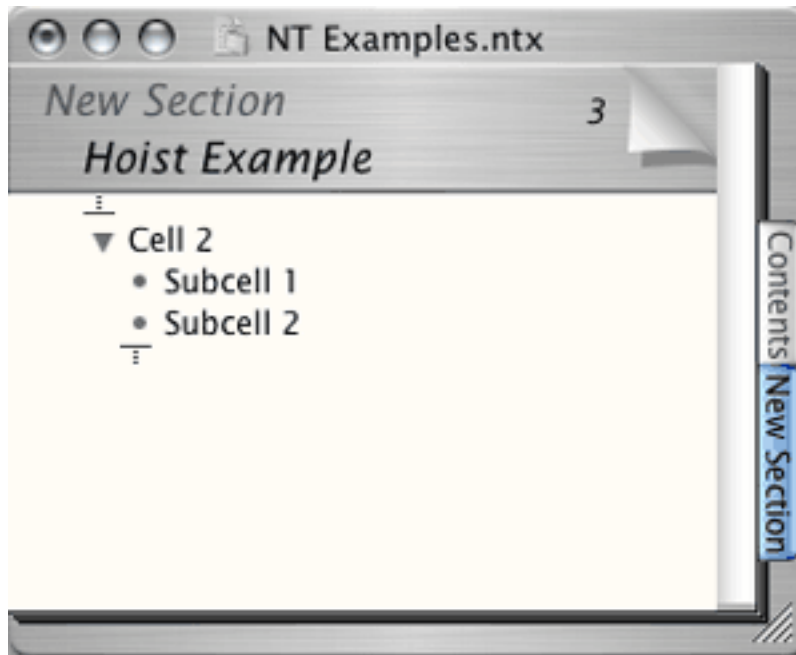 NT Examples.ntx
New Section
3
Hoist Example
Cell 2
Subcell 1
Subcell 2
Contents
New Section